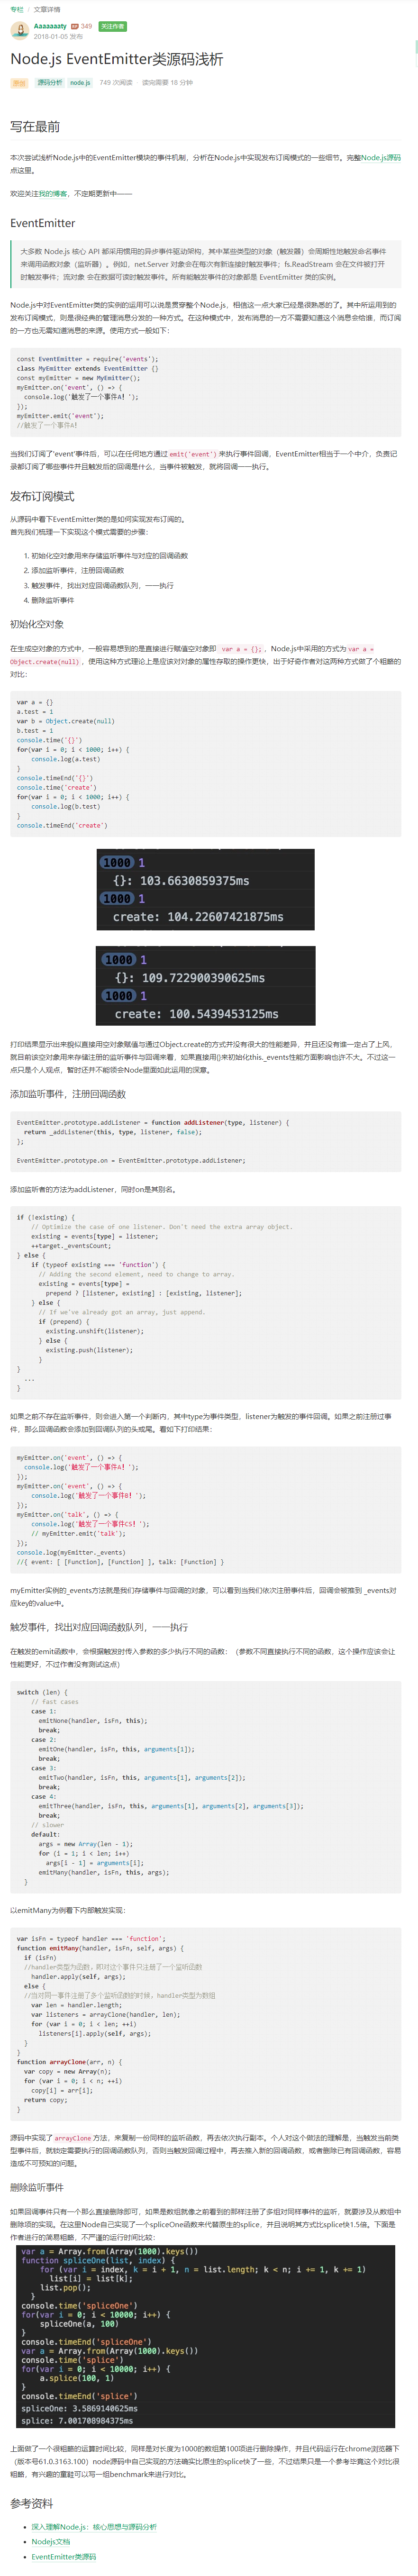 专栏 / 文章详情
Aaaaaaaty 349 关注作者
2018-01-05 发布
Node.js EventEmitter类源码浅析
原创 源码分析 node.js 749 次阅读 · 读完需要 18 分钟
写在最前
本次尝试浅析Node.js中的EventEmitter模块的事件机制，分析在Node.js中实现发布订阅模式的一些细节。完整Node.js源码
点这里。
欢迎关注我的博客，不定期更新中——
EventEmitter
大多数 Node.js 核心 API 都采用惯用的异步事件驱动架构，其中某些类型的对象（触发器）会周期性地触发命名事件
来调用函数对象（监听器）。例如，net.Server 对象会在每次有新连接时触发事件；fs.ReadStream 会在文件被打开
时触发事件；流对象 会在数据可读时触发事件。所有能触发事件的对象都是 EventEmitter 类的实例。
Node.js中对EventEmitter类的实例的运用可以说是贯穿整个Node.js，相信这一点大家已经是很熟悉的了。其中所运用到的
发布订阅模式，则是很经典的管理消息分发的一种方式。在这种模式中，发布消息的一方不需要知道这个消息会给谁，而订阅
的一方也无需知道消息的来源。使用方式一般如下：
const EventEmitter = require('events');
class MyEmitter extends EventEmitter {}
const myEmitter = new MyEmitter();
myEmitter.on('event', () => {
  console.log('触发了一个事件A！');
});
myEmitter.emit('event');
//触发了一个事件A！
当我们订阅了'event'事件后，可以在任何地方通过 emit('event') 来执行事件回调，EventEmitter相当于一个中介，负责记
录都订阅了哪些事件并且触发后的回调是什么，当事件被触发，就将回调一一执行。
发布订阅模式
从源码中看下EventEmitter类的是如何实现发布订阅的。
首先我们梳理一下实现这个模式需要的步骤：
1. 初始化空对象用来存储监听事件与对应的回调函数
2. 添加监听事件，注册回调函数
3. 触发事件，找出对应回调函数队列，一一执行
4. 删除监听事件
初始化空对象
在生成空对象的方式中，一般容易想到的是直接进行赋值空对象即 var a = {}; ，Node.js中采用的方式为 var a =
Object.create(null) ，使用这种方式理论上是应该对对象的属性存取的操作更快，出于好奇作者对这两种方式做了个粗略的
对比：
var a = {}
a.test = 1
var b = Object.create(null)
b.test = 1
console.time('{}')
for(var i = 0; i < 1000; i++) {
    console.log(a.test)
}
console.timeEnd('{}')
console.time('create')
for(var i = 0; i < 1000; i++) {
    console.log(b.test)
}
console.timeEnd('create')
1000 1
{}: 103.6630859375ms
1000 1
create: 104.22607421875ms
1000 1
{}: 109.722900390625ms
1000 1
create: 100.5439453125ms
打印结果显示出来貌似直接用空对象赋值与通过Object.create的方式并没有很大的性能差异，并且还没有谁一定占了上风，
就目前该空对象用来存储注册的监听事件与回调来看，如果直接用{}来初始化this._events性能方面影响也许不大。不过这一
点只是个人观点，暂时还并不能领会Node里面如此运用的深意。
添加监听事件，注册回调函数
EventEmitter.prototype.addListener = function addListener(type, listener) {
  return _addListener(this, type, listener, false);
};
EventEmitter.prototype.on = EventEmitter.prototype.addListener;
添加监听者的方法为addListener，同时on是其别名。
if (!existing) {
    // Optimize the case of one listener. Don't need the extra array object.
    existing = events[type] = listener;
    ++target._eventsCount;
} else {
    if (typeof existing === 'function') {
      // Adding the second element, need to change to array.
      existing = events[type] =
        prepend ? [listener, existing] : [existing, listener];
    } else {
      // If we've already got an array, just append.
      if (prepend) {
        existing.unshift(listener);
      } else {
        existing.push(listener);
      }
}
  ...
}
如果之前不存在监听事件，则会进入第一个判断内，其中type为事件类型，listener为触发的事件回调。如果之前注册过事
件，那么回调函数会添加到回调队列的头或尾。看如下打印结果：
myEmitter.on('event', () => {
  console.log('触发了一个事件A！');
});
myEmitter.on('event', () => {
    console.log('触发了一个事件B！');
});
myEmitter.on('talk', () => {
    console.log('触发了一个事件CS！');
    // myEmitter.emit('talk');
});
console.log(myEmitter._events)
//{ event: [ [Function], [Function] ], talk: [Function] }
myEmitter实例的_events方法就是我们存储事件与回调的对象，可以看到当我们依次注册事件后，回调会被推到 _events对
应key的value中。
触发事件，找出对应回调函数队列，一一执行
在触发的emit函数中，会根据触发时传入参数的多少执行不同的函数：（参数不同直接执行不同的函数，这个操作应该会让
性能更好，不过作者没有测试这点）
switch (len) {
    // fast cases
    case 1:
      emitNone(handler, isFn, this);
      break;
    case 2:
      emitOne(handler, isFn, this, arguments[1]);
      break;
    case 3:
      emitTwo(handler, isFn, this, arguments[1], arguments[2]);
      break;
    case 4:
      emitThree(handler, isFn, this, arguments[1], arguments[2], arguments[3]);
      break;
    // slower
    default:
      args = new Array(len - 1);
      for (i = 1; i < len; i++)
        args[i - 1] = arguments[i];
      emitMany(handler, isFn, this, args);
  }
以emitMany为例看下内部触发实现：
var isFn = typeof handler === 'function';
function emitMany(handler, isFn, self, args) {
  if (isFn)
  //handler类型为函数，即对这个事件只注册了一个监听函数
    handler.apply(self, args);
  else {
  //当对同一事件注册了多个监听函数的时候，handler类型为数组
    var len = handler.length;
    var listeners = arrayClone(handler, len);
    for (var i = 0; i < len; ++i)
      listeners[i].apply(self, args);
  }
}
function arrayClone(arr, n) {
  var copy = new Array(n);
  for (var i = 0; i < n; ++i)
    copy[i] = arr[i];
  return copy;
}
源码中实现了 arrayClone 方法，来复制一份同样的监听函数，再去依次执行副本。个人对这个做法的理解是，当触发当前类
型事件后，就锁定需要执行的回调函数队列，否则当触发回调过程中，再去推入新的回调函数，或者删除已有回调函数，容易
造成不可预知的问题。
删除监听事件
如果回调事件只有一个那么直接删除即可，如果是数组就像之前看到的那样注册了多组对同样事件的监听，就要涉及从数组中
删除项的实现。在这里Node自己实现了一个spliceOne函数来代替原生的splice，并且说明其方式比splice快1.5倍。下面是
作者进行的简易粗略，不严谨的运行时间比较：
var a = Array.from(Array(1000).keys())
function spliceOne(list, index) {
    for (var i = index, k = i + 1, n = list.length; k < n; i += 1, k += 1)
      list[i] = list[k];
    list.pop();
  }
console.time('spliceOne')
for(var i = 0; i < 10000; i++) {
    spliceOne(a, 100)
}
console.timeEnd('spliceOne')
var a = Array.from(Array(1000).keys())
console.time('splice')
for(var i = 0; i < 10000; i++) {
    a.splice(100, 1)
}
console.timeEnd('splice')
spliceOne: 3.5869140625ms
splice: 7.001708984375ms
上面做了一个很粗略的运算时间比较，同样是对长度为1000的数组第100项进行删除操作，并且代码运行在chrome浏览器下
（版本号61.0.3163.100）node源码中自己实现的方法确实比原生的splice快了一些，不过结果只是一个参考毕竟这个对比很
粗略，有兴趣的童鞋可以写一组benchmark来进行对比。
参考资料
深入理解Node.js：核心思想与源码分析
Nodejs文档
EventEmitter类源码